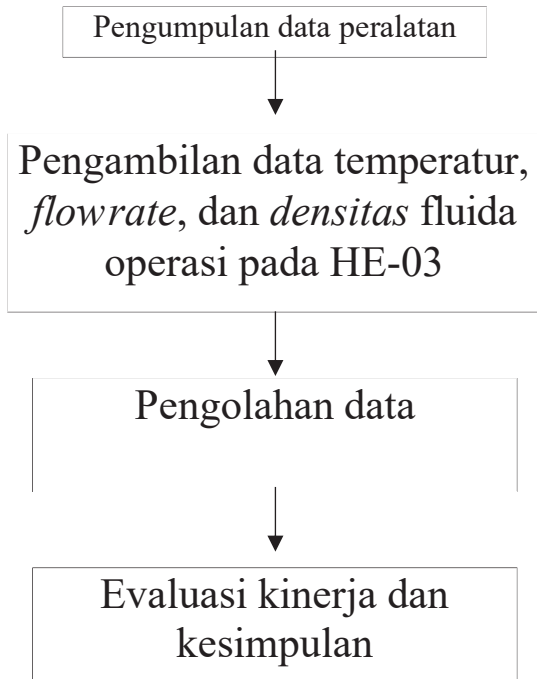 Pengumpulan data peralatan
Pengambilan data temperatur,
flowrate, dan densitas fluida
operasi pada HE-03
Pengolahan data
Evaluasi kinerja dan
kesimpulan